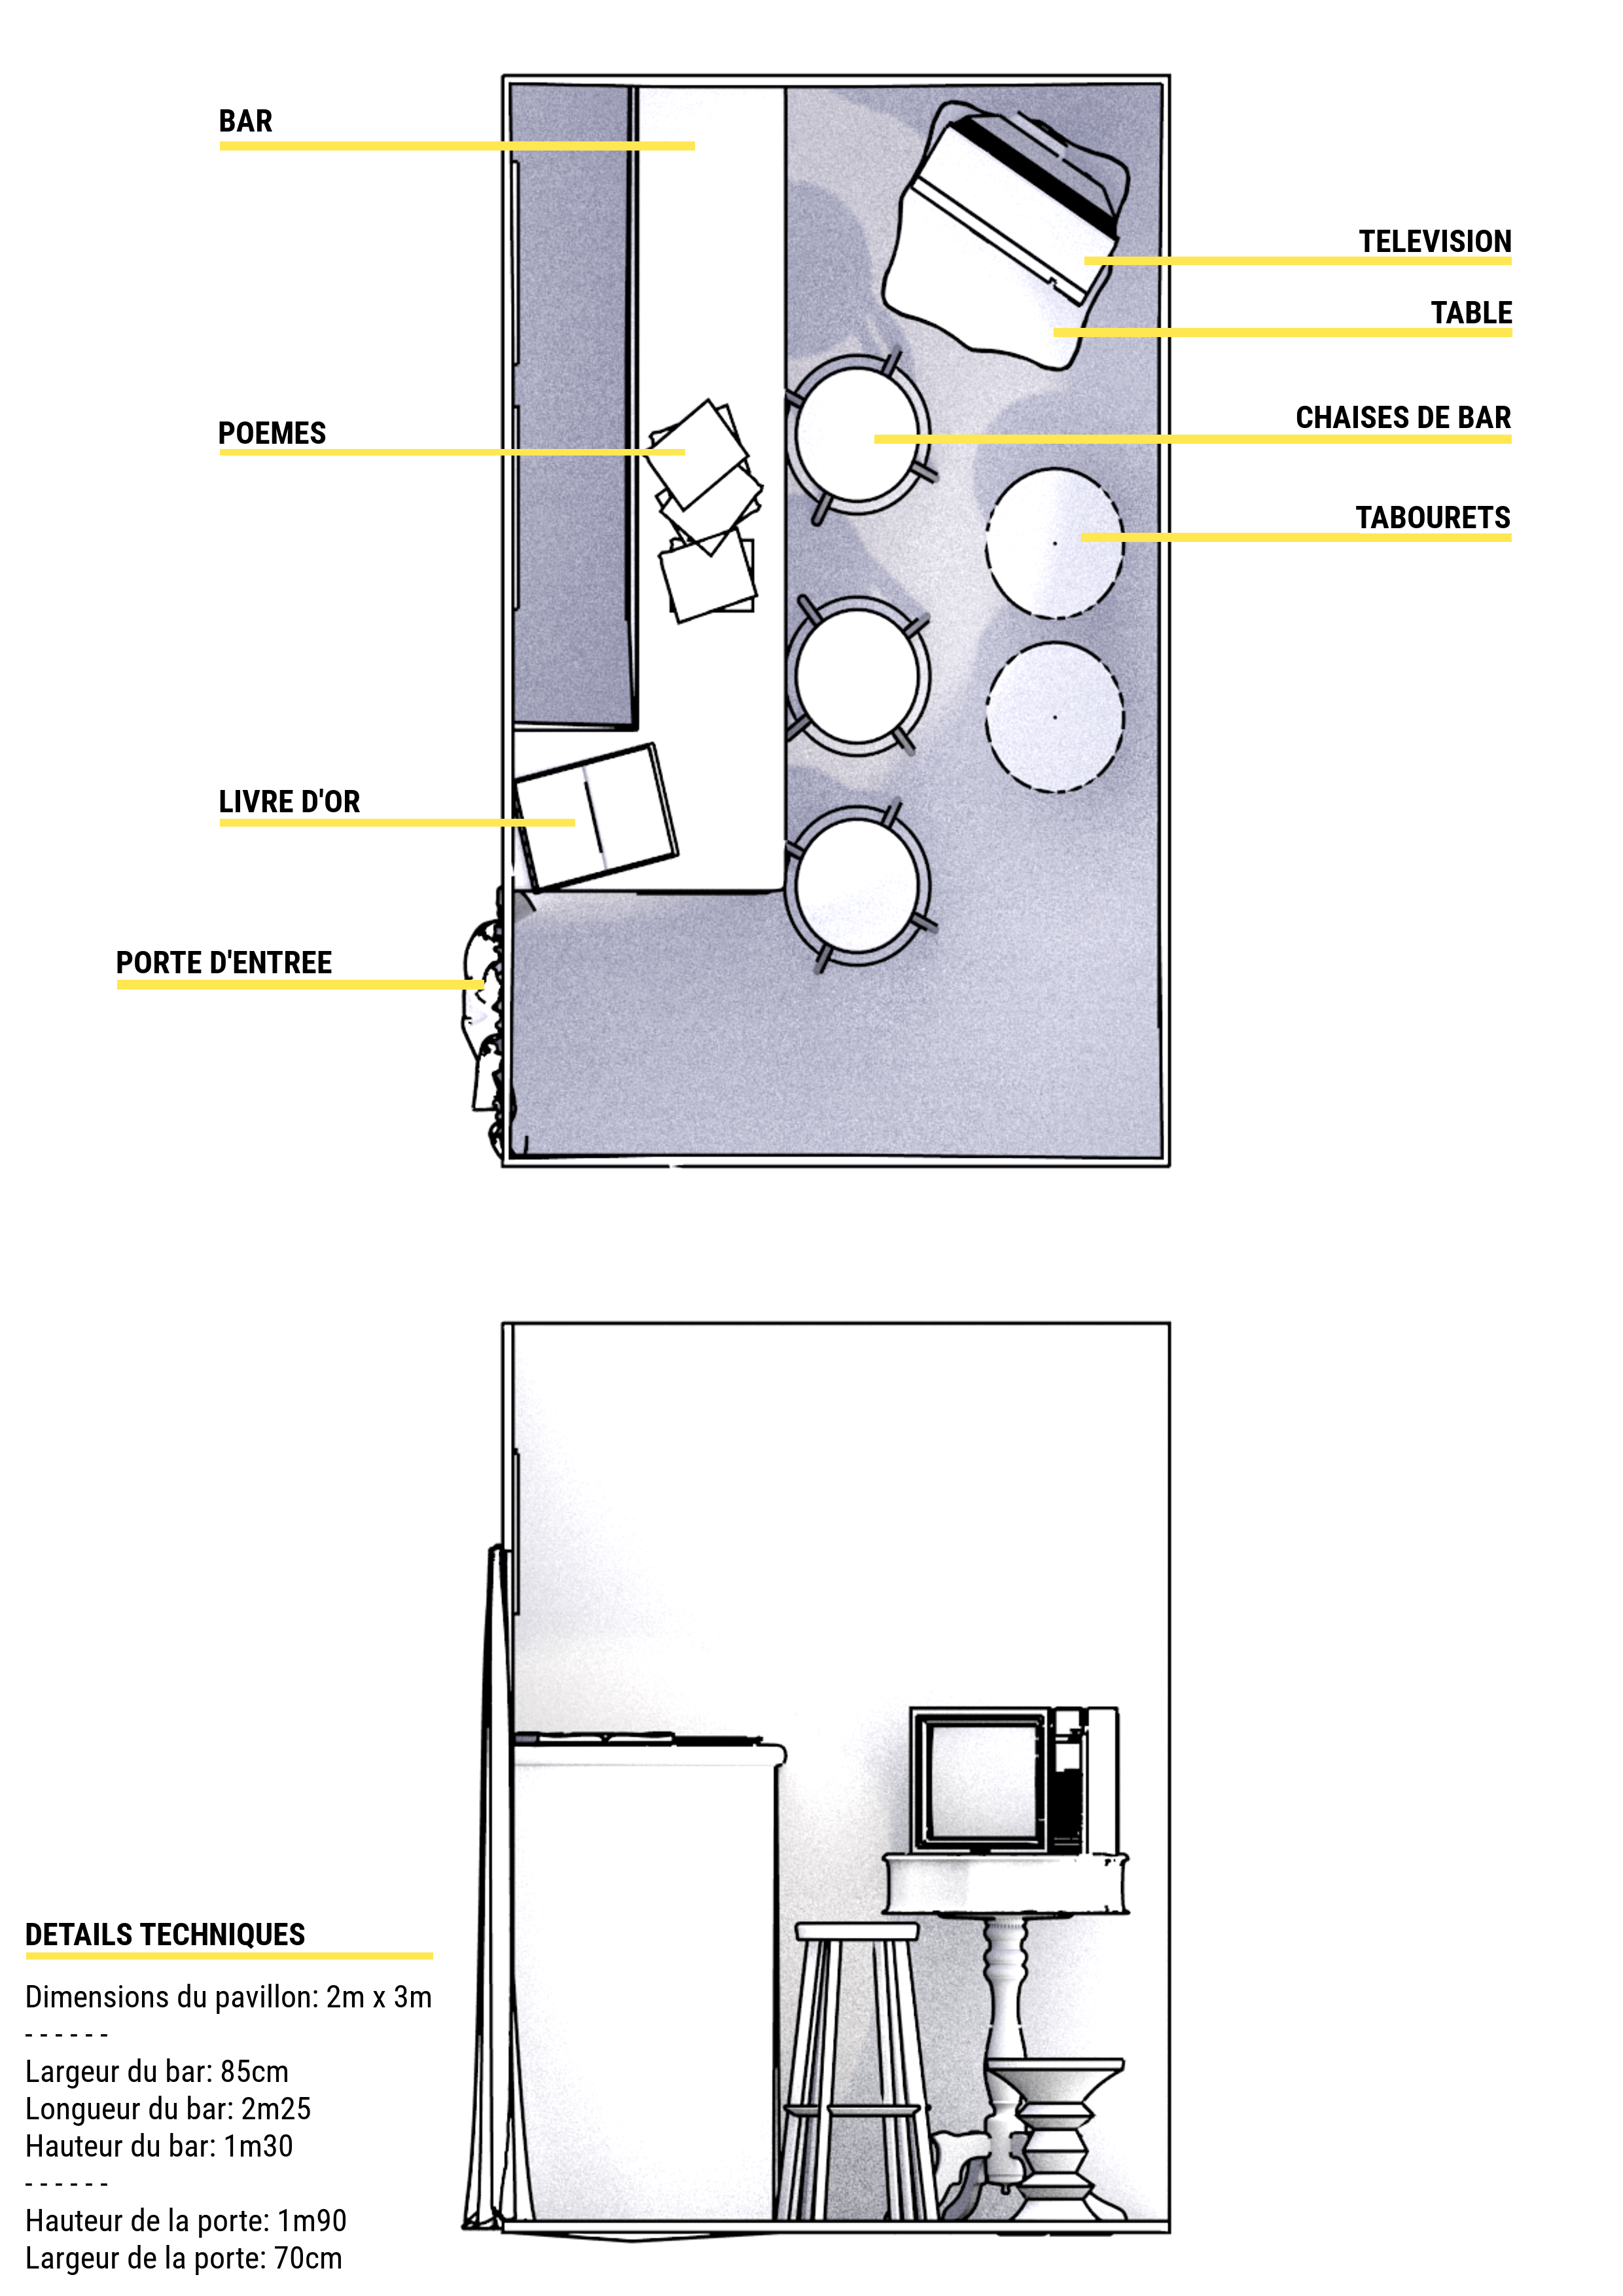 BAR
TELEVISION
TABLE
CHAISES DE BAR
POEMES
TABOURETS
LIVRE D'OR
PORTE D'ENTREE
DETAILS TECHNIQUES
Dimensions du pavillon: 2m x 3m
- - - - - -
Largeur du bar: 85cm
Longueur du bar: 2m25
Hauteur du bar: 1m30
- - - - - -
Hauteur de la porte: 1m90
Largeur de la porte: 70cm